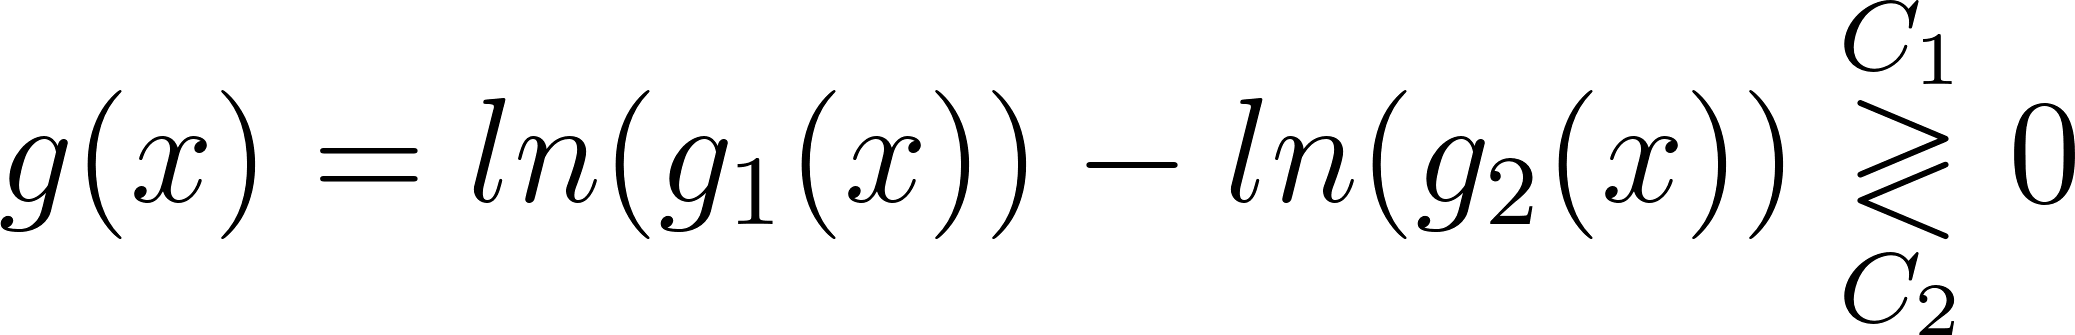 g(x) = ln(g₁(x)) − ln(g₂(x)) ≷ 0
C₁
C₂